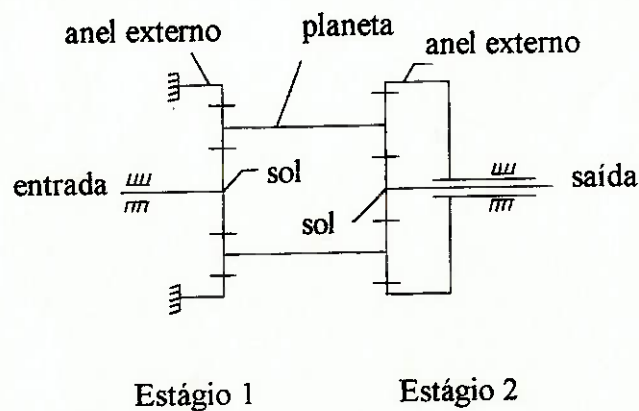 anel externo
planeta
anel externo
entrada
sol
saída
sol
Estágio 1
Estágio 2